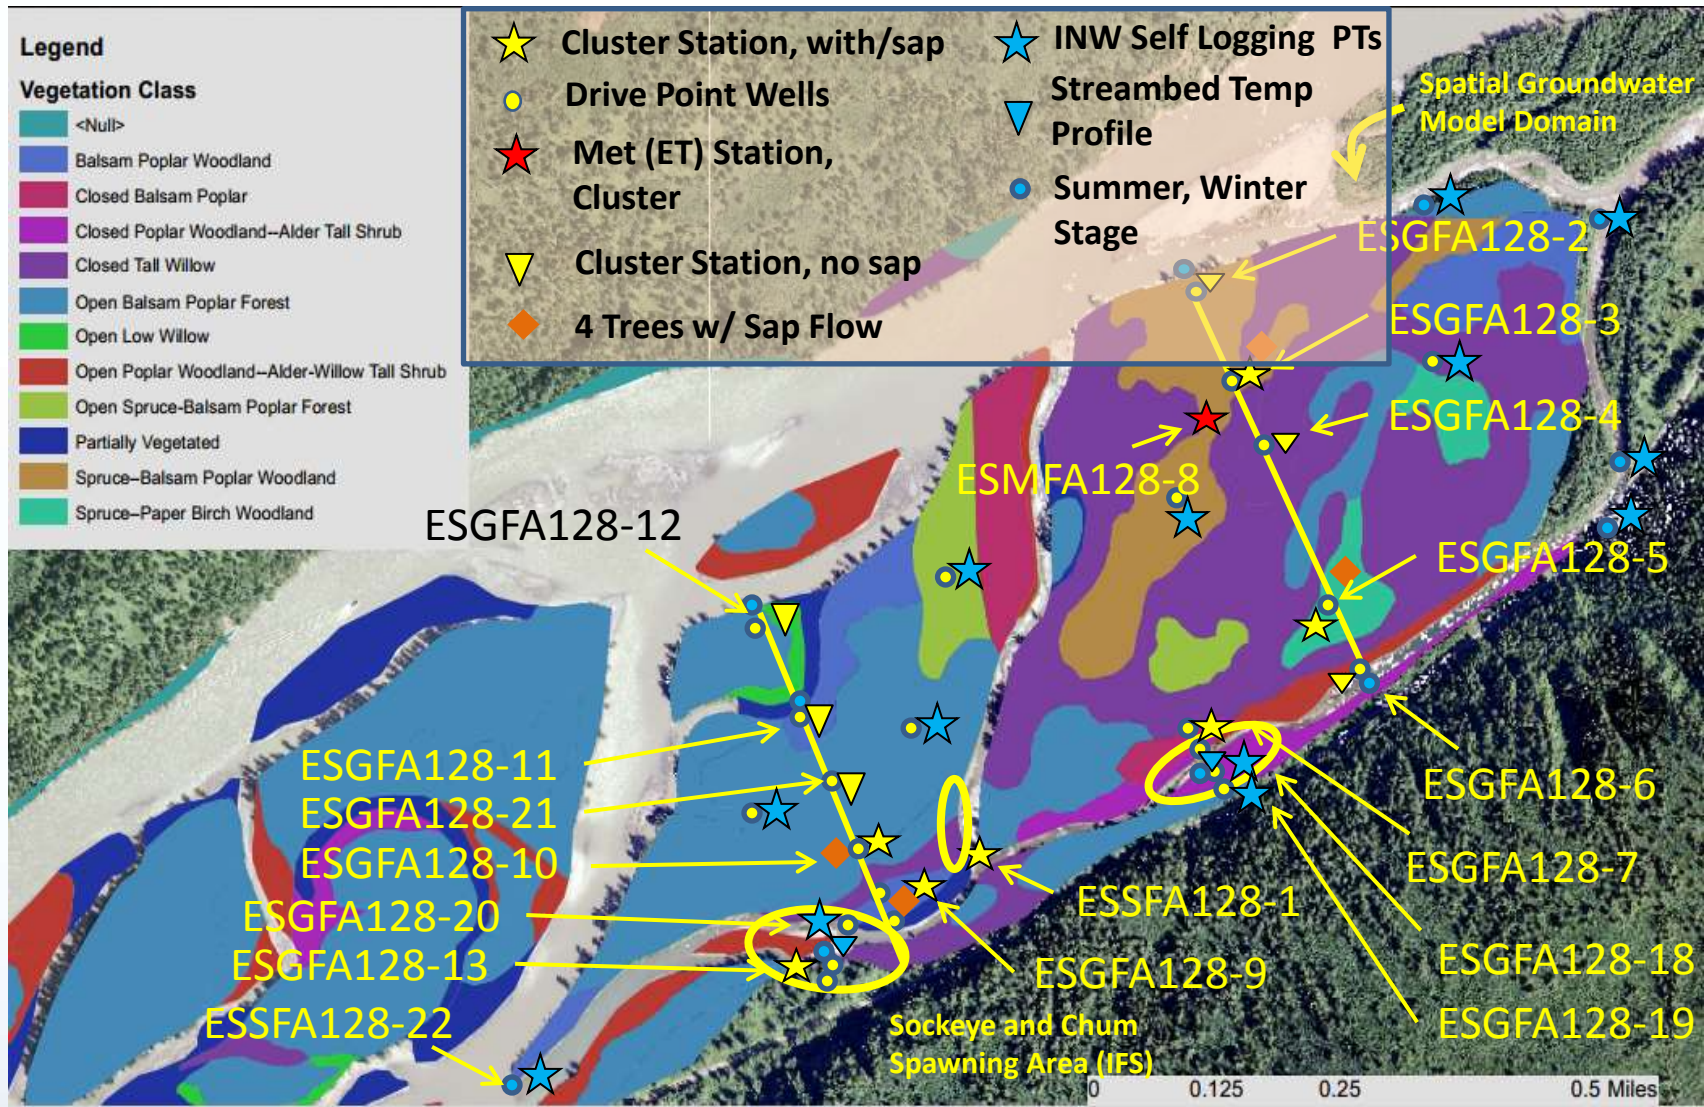 Legend
Vegetation Class
<Null>
Balsam Poplar Woodland
Closed Balsam Poplar
Closed Poplar Woodland--Alder Tall Shrub
Closed Tall Willow
Open Balsam Poplar Forest
Open Low Willow
Open Poplar Woodland--Alder-Willow Tall Shrub
Open Spruce-Balsam Poplar Forest
Partially Vegetated
Spruce--Balsam Poplar Woodland
Spruce--Paper Birch Woodland
Cluster Station, with/sap
Drive Point Wells
Met (ET) Station,
Cluster
Cluster Station, no sap
4 Trees w/ Sap Flow
INW Self Logging PTs
Streambed Temp
Profile
Summer, Winter
Stage
Spatial Groundwater
Model Domain
ESGFA128-2
ESGFA128-3
ESGFA128-4
ESMFA128-8
ESGFA128-12
ESGFA128-5
ESGFA128-11
ESGFA128-6
ESGFA128-21
ESGFA128-10
ESGFA128-7
ESSFA128-1
ESGFA128-20
ESGFA128-18
ESGFA128-13
ESGFA128-9
ESSFA128-22
ESGFA128-19
Sockeye and Chum
Spawning Area (IFS)
0 0.125 0.25 0.5 Miles